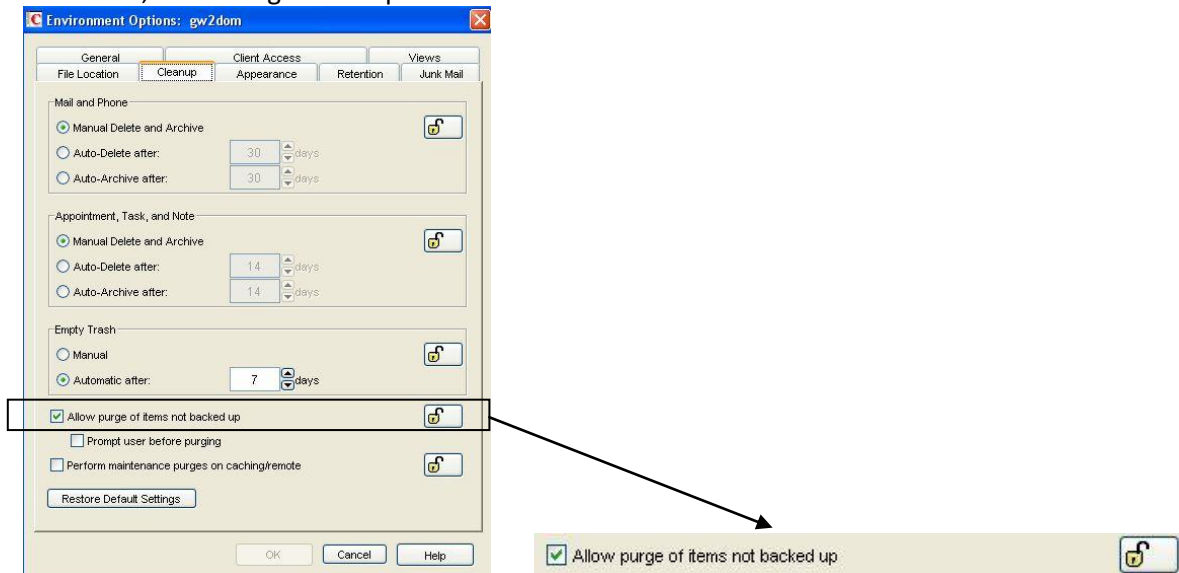 Environment Options: gw2dom
General Client Access Views
File Location Cleanup Appearance Retention Junk Mail
Mail and Phone
Manual Delete and Archive
Auto-Delete after: 30 days
Auto-Archive after: 30 days
Appointment, Task, and Note
Manual Delete and Archive
Auto-Delete after: 14 days
Auto-Archive after: 14 days
Empty Trash
Manual
Automatic after: 7 days
Allow purge of items not backed up
Prompt user before purging
Perform maintenance purges on caching/remote
Restore Default Settings
OK Cancel Help
Allow purge of items not backed up